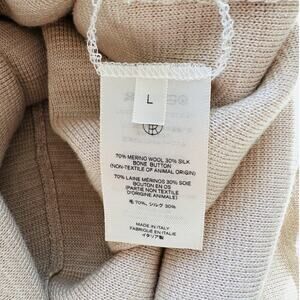 L
70% MERINO WOOL 30% SILK
BONE BUTTON
(NON-TEXTILE OF ANIMAL ORIGIN)
70% LAINE MÉRINOS 30% SOIE
BOUTON EN OS
(PARTIE NON TEXTILE
D'ORIGINE ANIMALE)
毛 70%, シルク 30%
MADE IN ITALY
FABRIQUÉ EN ITALIE
イタリア製